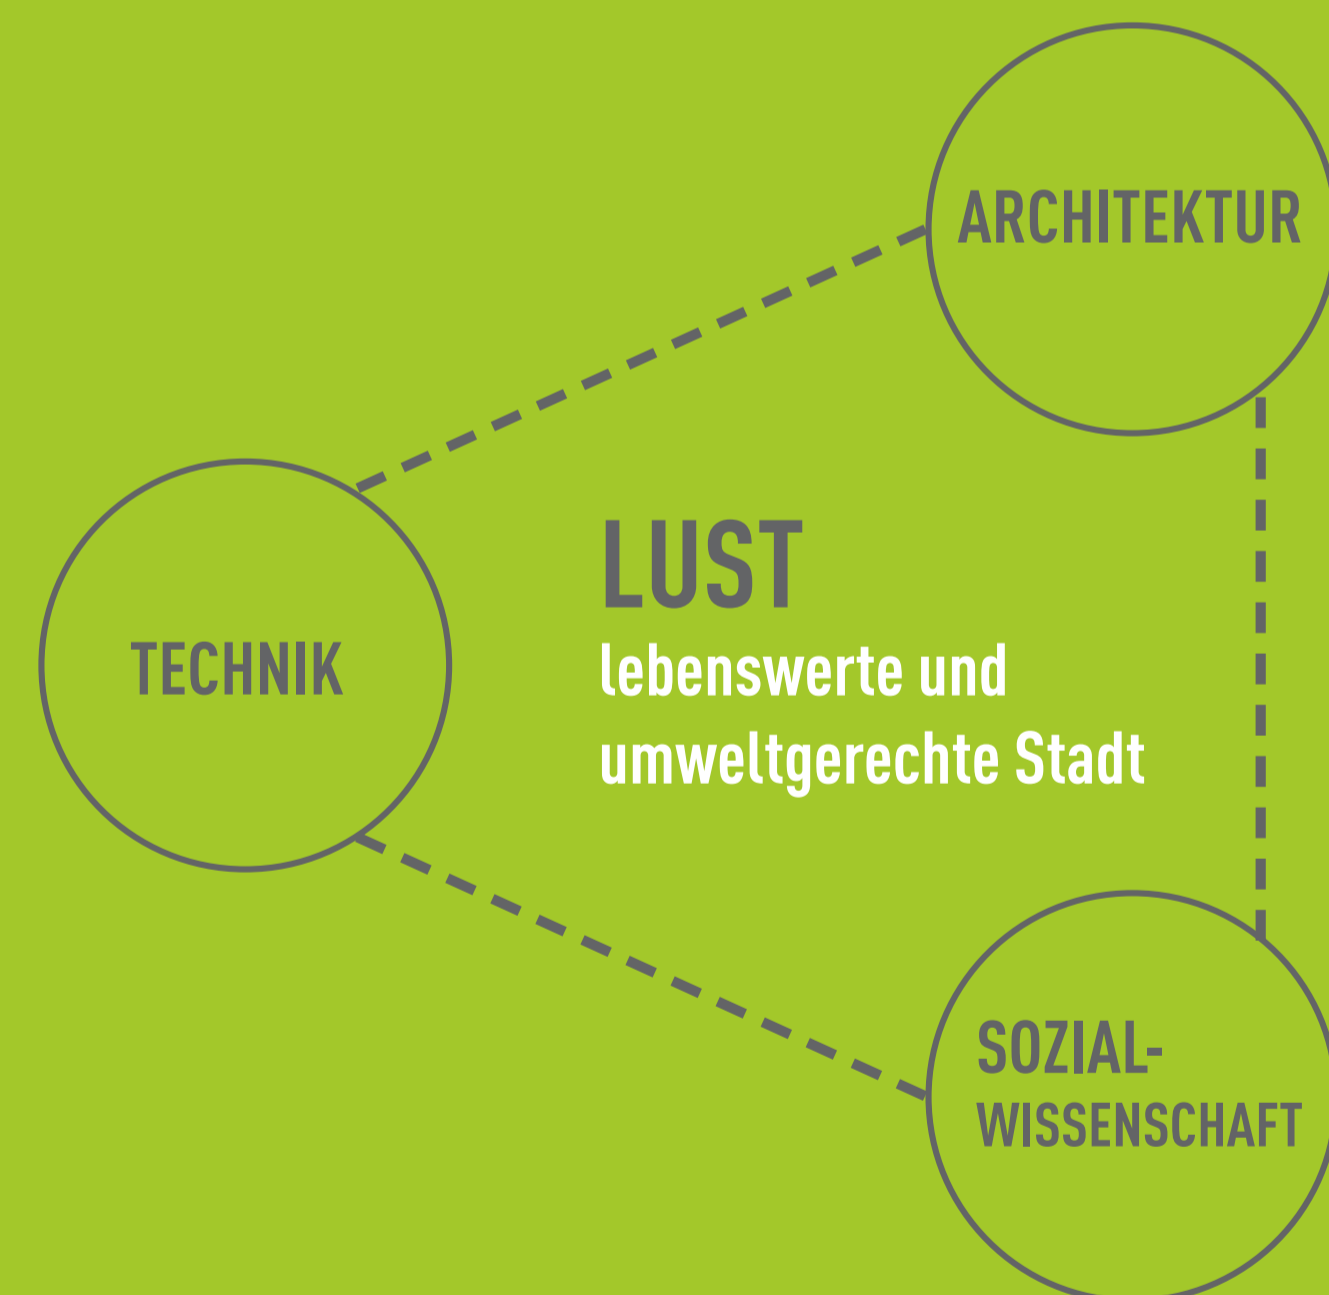 ARCHITEKTUR
TECHNIK
LUST
lebenswerte und
umweltgerechte Stadt
SOZIAL-
WISSENSCHAFT